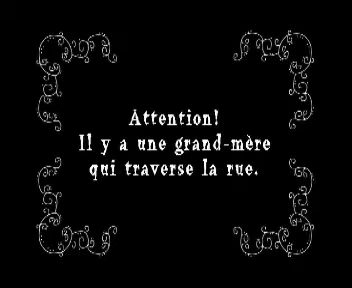 Attention!
Il y a une grand-mère
qui traverse la rue.